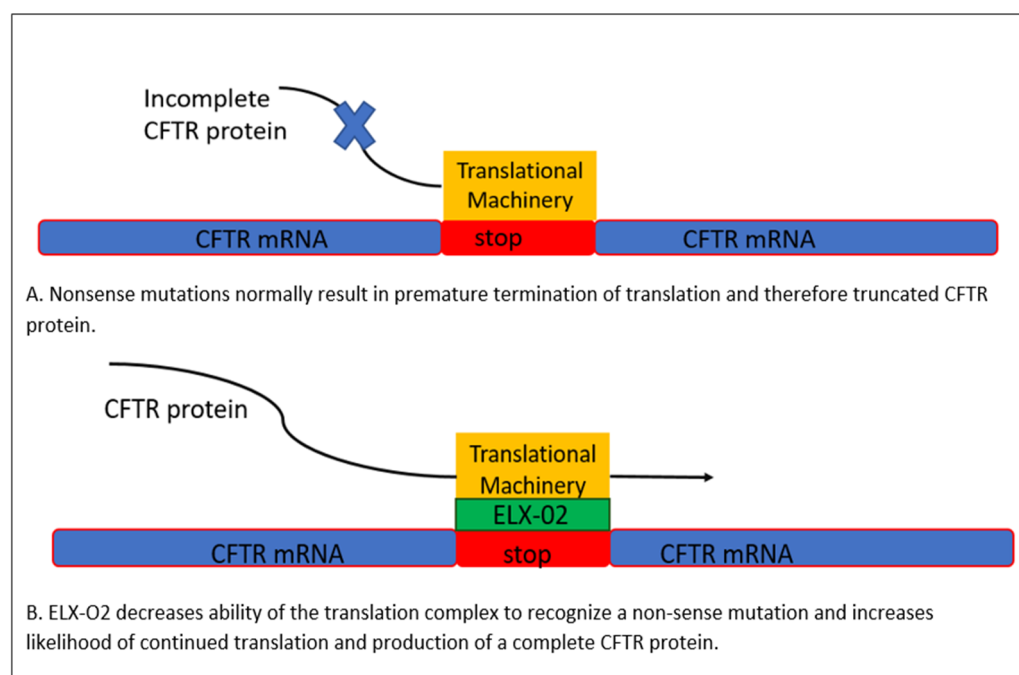 Incomplete
CFTR protein
Translational
Machinery
CFTR mRNA
stop
CFTR mRNA
A. Nonsense mutations normally result in premature termination of translation and therefore truncated CFTR
protein.
CFTR protein
Translational
Machinery
ELX-02
CFTR mRNA
stop
CFTR mRNA
B. ELX-O2 decreases ability of the translation complex to recognize a non-sense mutation and increases
likelihood of continued translation and production of a complete CFTR protein.